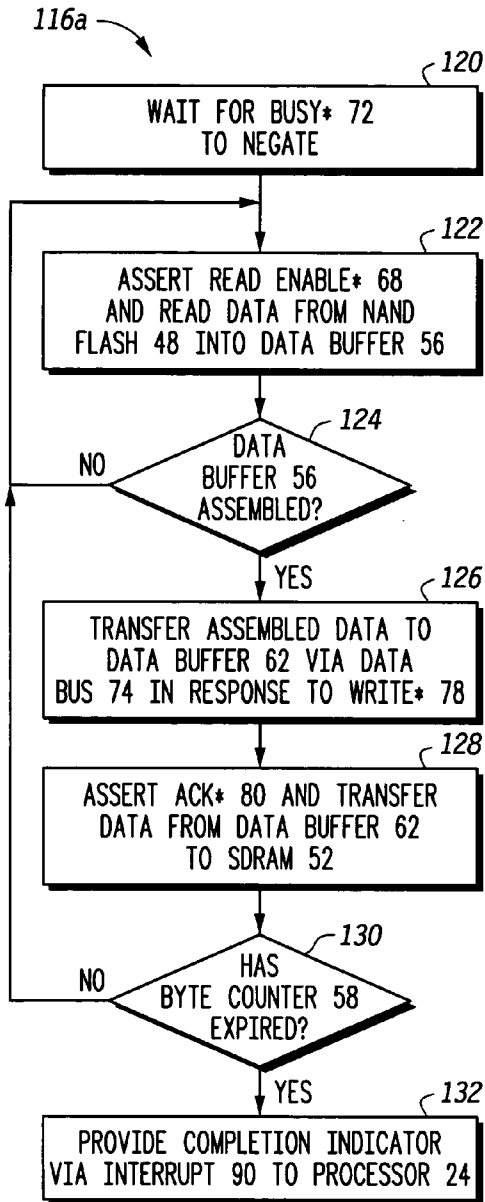 116a
120
WAIT FOR BUSY* 72
TO NEGATE
122
ASSERT READ ENABLE* 68
AND READ DATA FROM NAND
FLASH 48 INTO DATA BUFFER 56
124
DATA
BUFFER 56
ASSEMBLED?
NO
YES
126
TRANSFER ASSEMBLED DATA TO
DATA BUFFER 62 VIA DATA
BUS 74 IN RESPONSE TO WRITE* 78
128
ASSERT ACK* 80 AND TRANSFER
DATA FROM DATA BUFFER 62
TO SDRAM 52
130
HAS
BYTE COUNTER 58
EXPIRED?
NO
YES
132
PROVIDE COMPLETION INDICATOR
VIA INTERRUPT 90 TO PROCESSOR 24